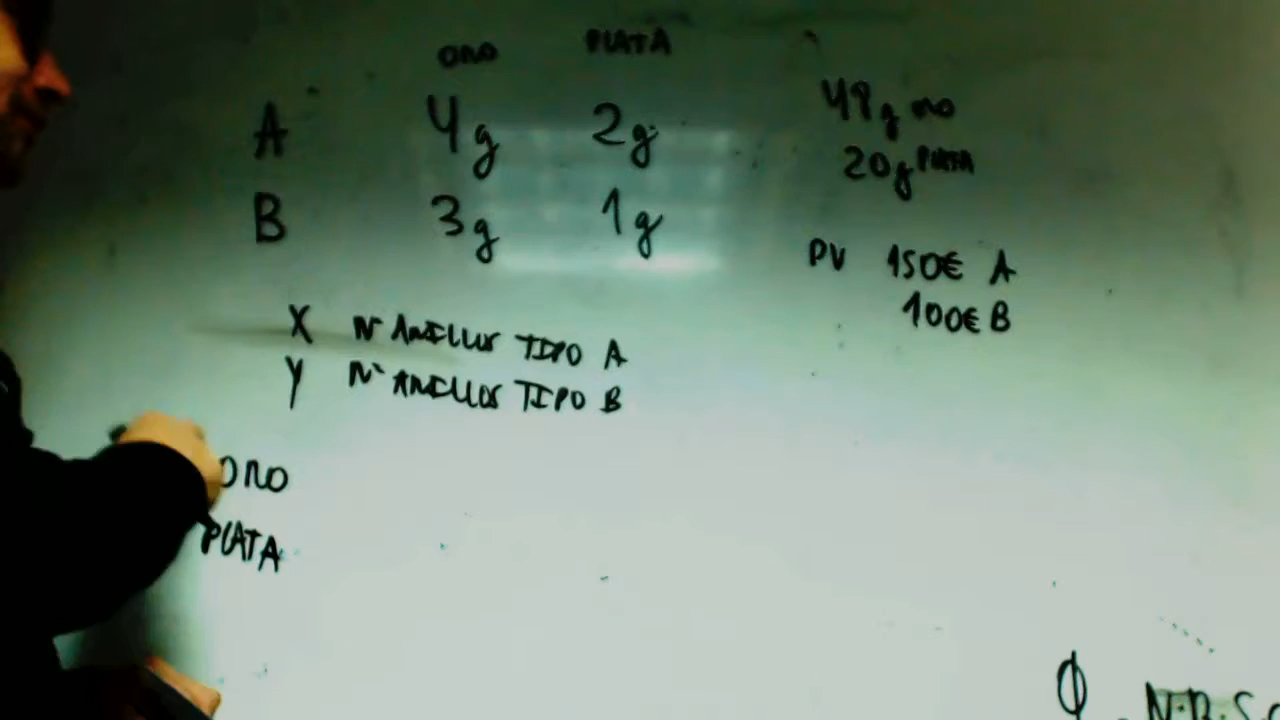 ORO PLATA
A 4g 2g
B 3g 1g
48g ORO
20g PLATA
PV 150€ A
100€ B
X Nº ANILLOS TIPO A
Y Nº ANILLOS TIPO B
ORO
PLATA